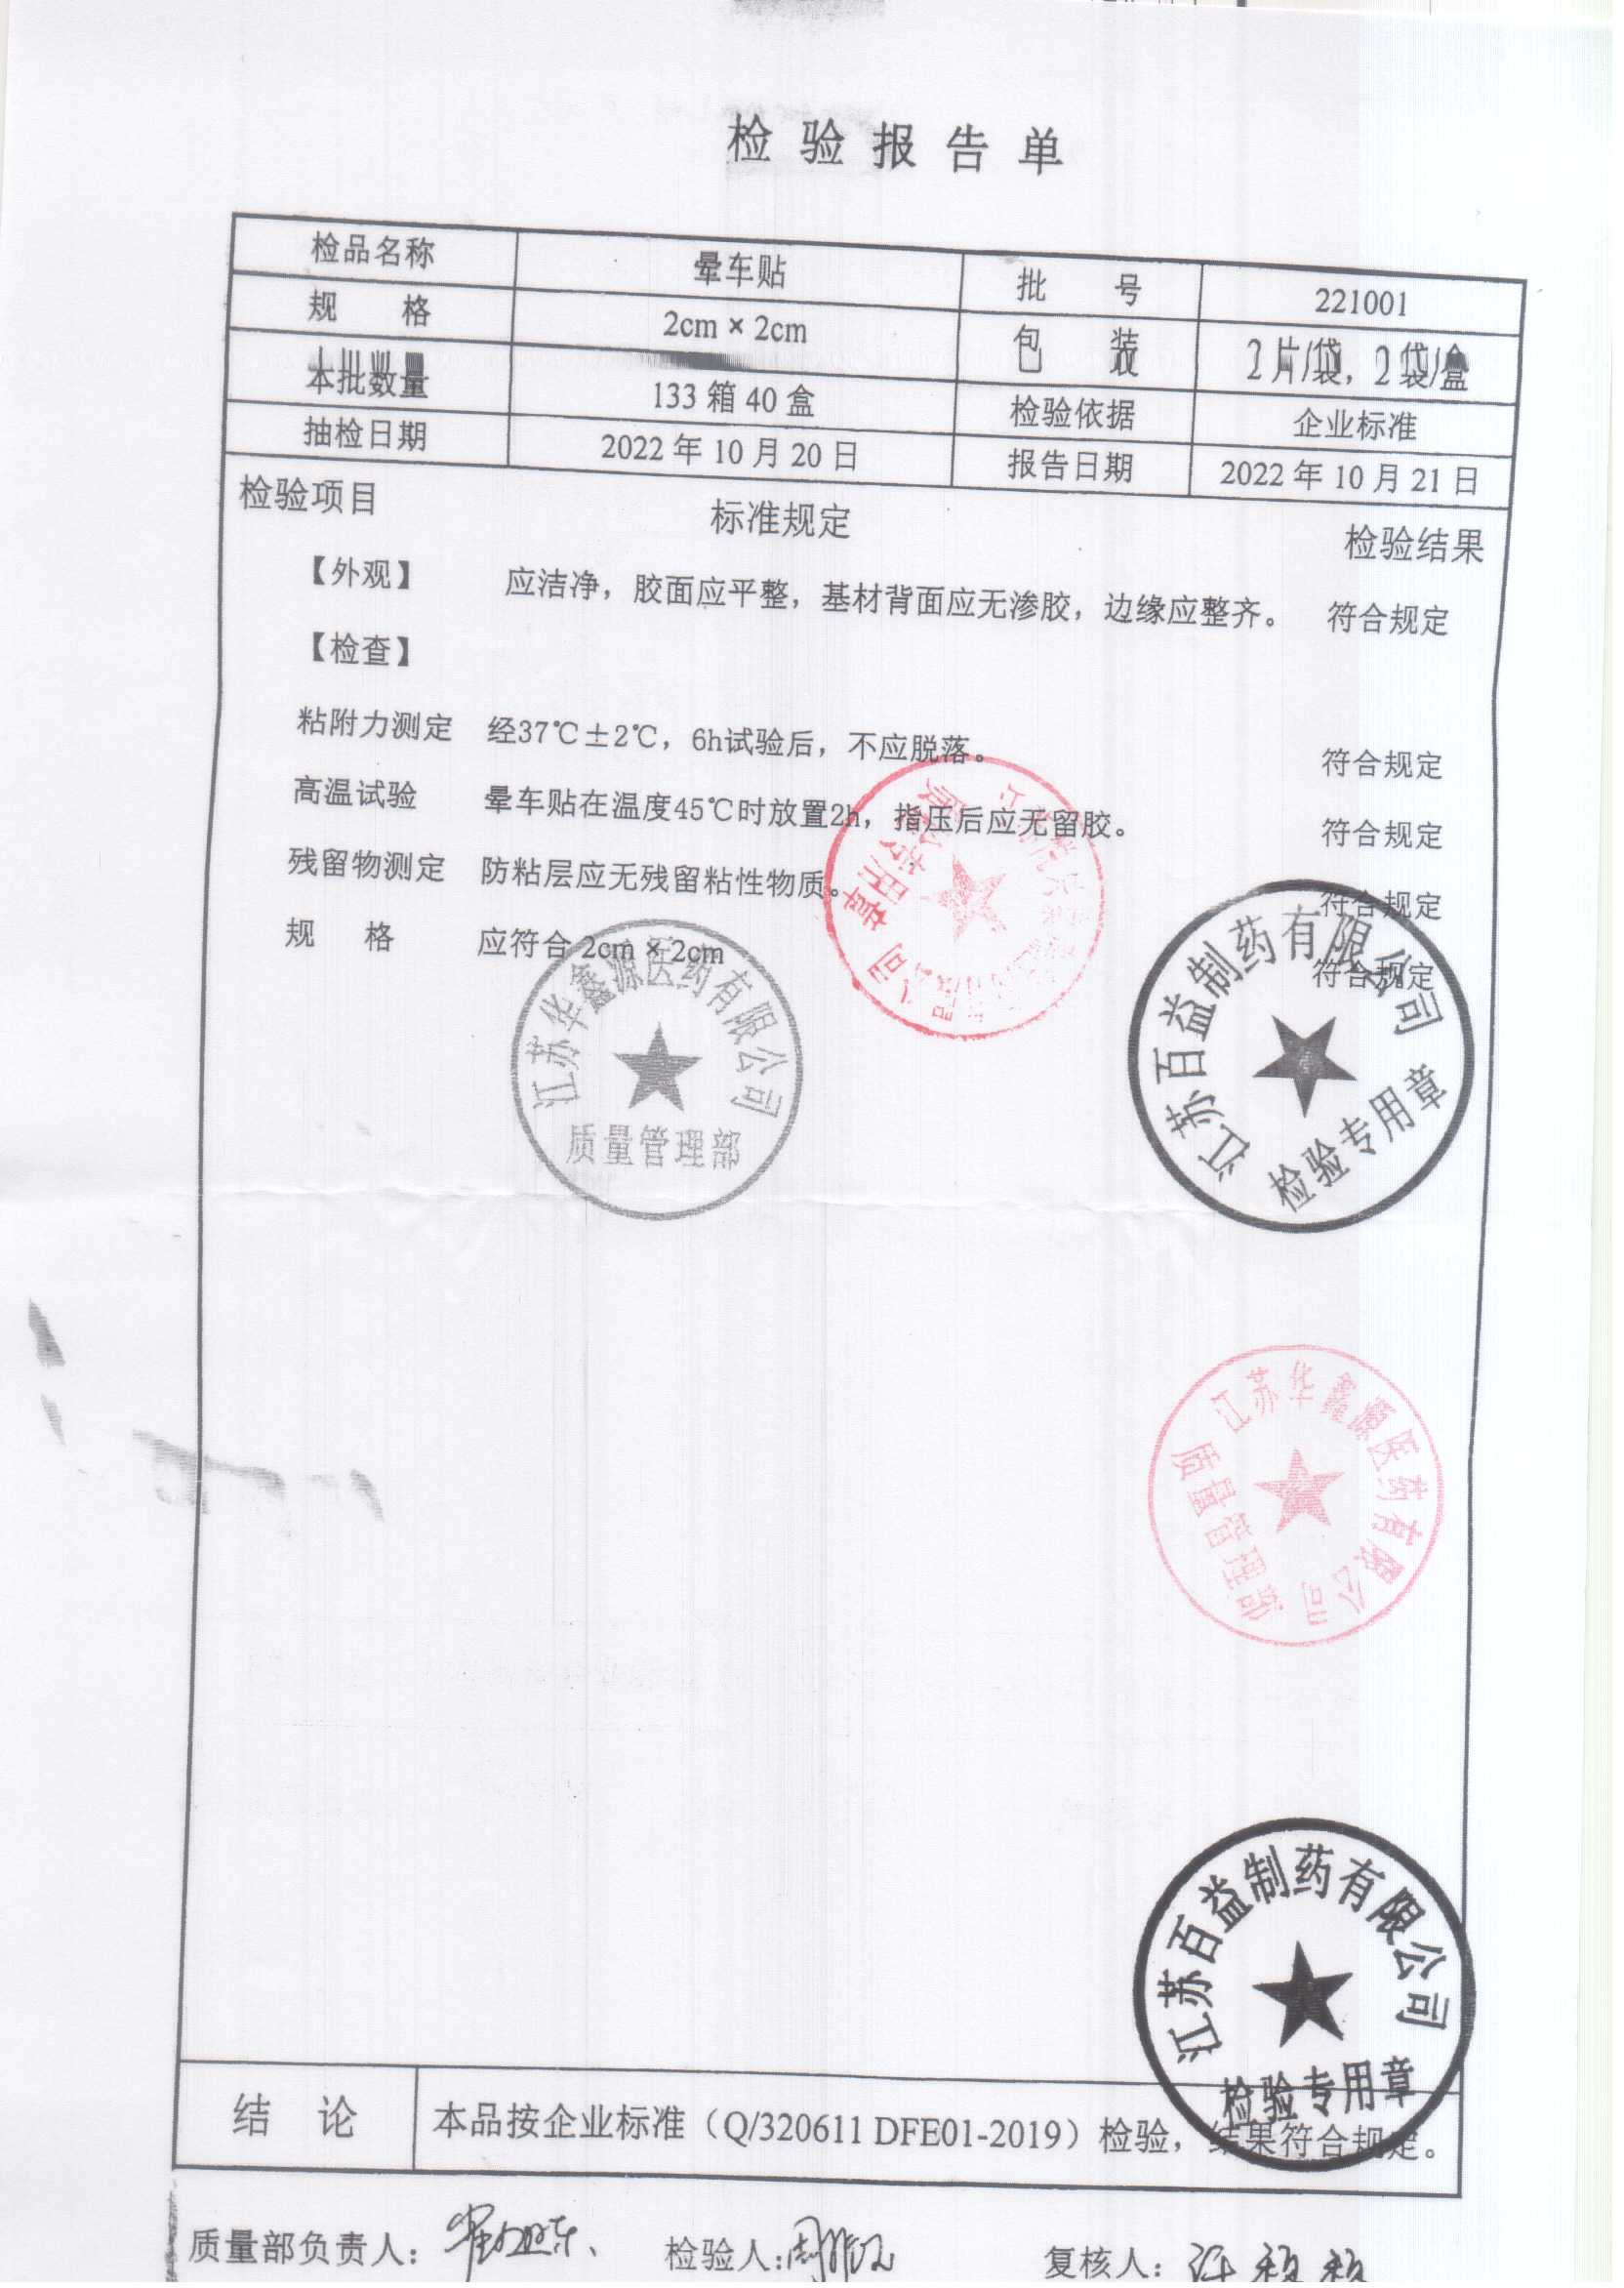 检验报告单
检品名称 晕车贴 批 号 221001
规 格 2cm×2cm 包 装 2片/袋，2袋/盒
本批数量 133箱40盒 检验依据 企业标准
抽检日期 2022年10月20日 报告日期 2022年10月21日
检验项目 标准规定 检验结果
【外观】 应洁净，胶面应平整，基材背面应无渗胶，边缘应整齐。 符合规定
【检查】
粘附力测定 经37℃±2℃，6h试验后，不应脱落。 符合规定
高温试验 晕车贴在温度45℃时放置2h，指压后应无留胶。 符合规定
残留物测定 防粘层应无残留粘性物质。 符合规定
规 格 应符合2cm×2cm 符合规定
江苏华鑫源医药有限公司
质量管理部
江苏百益制药有限公司
检验专用章
江苏华鑫源医药有限公司
质量管理部
江苏百益制药有限公司
检验专用章
结 论 本品按企业标准（Q/320611 DFE01-2019）检验，结果符合规定。
质量部负责人： 检验人： 复核人：